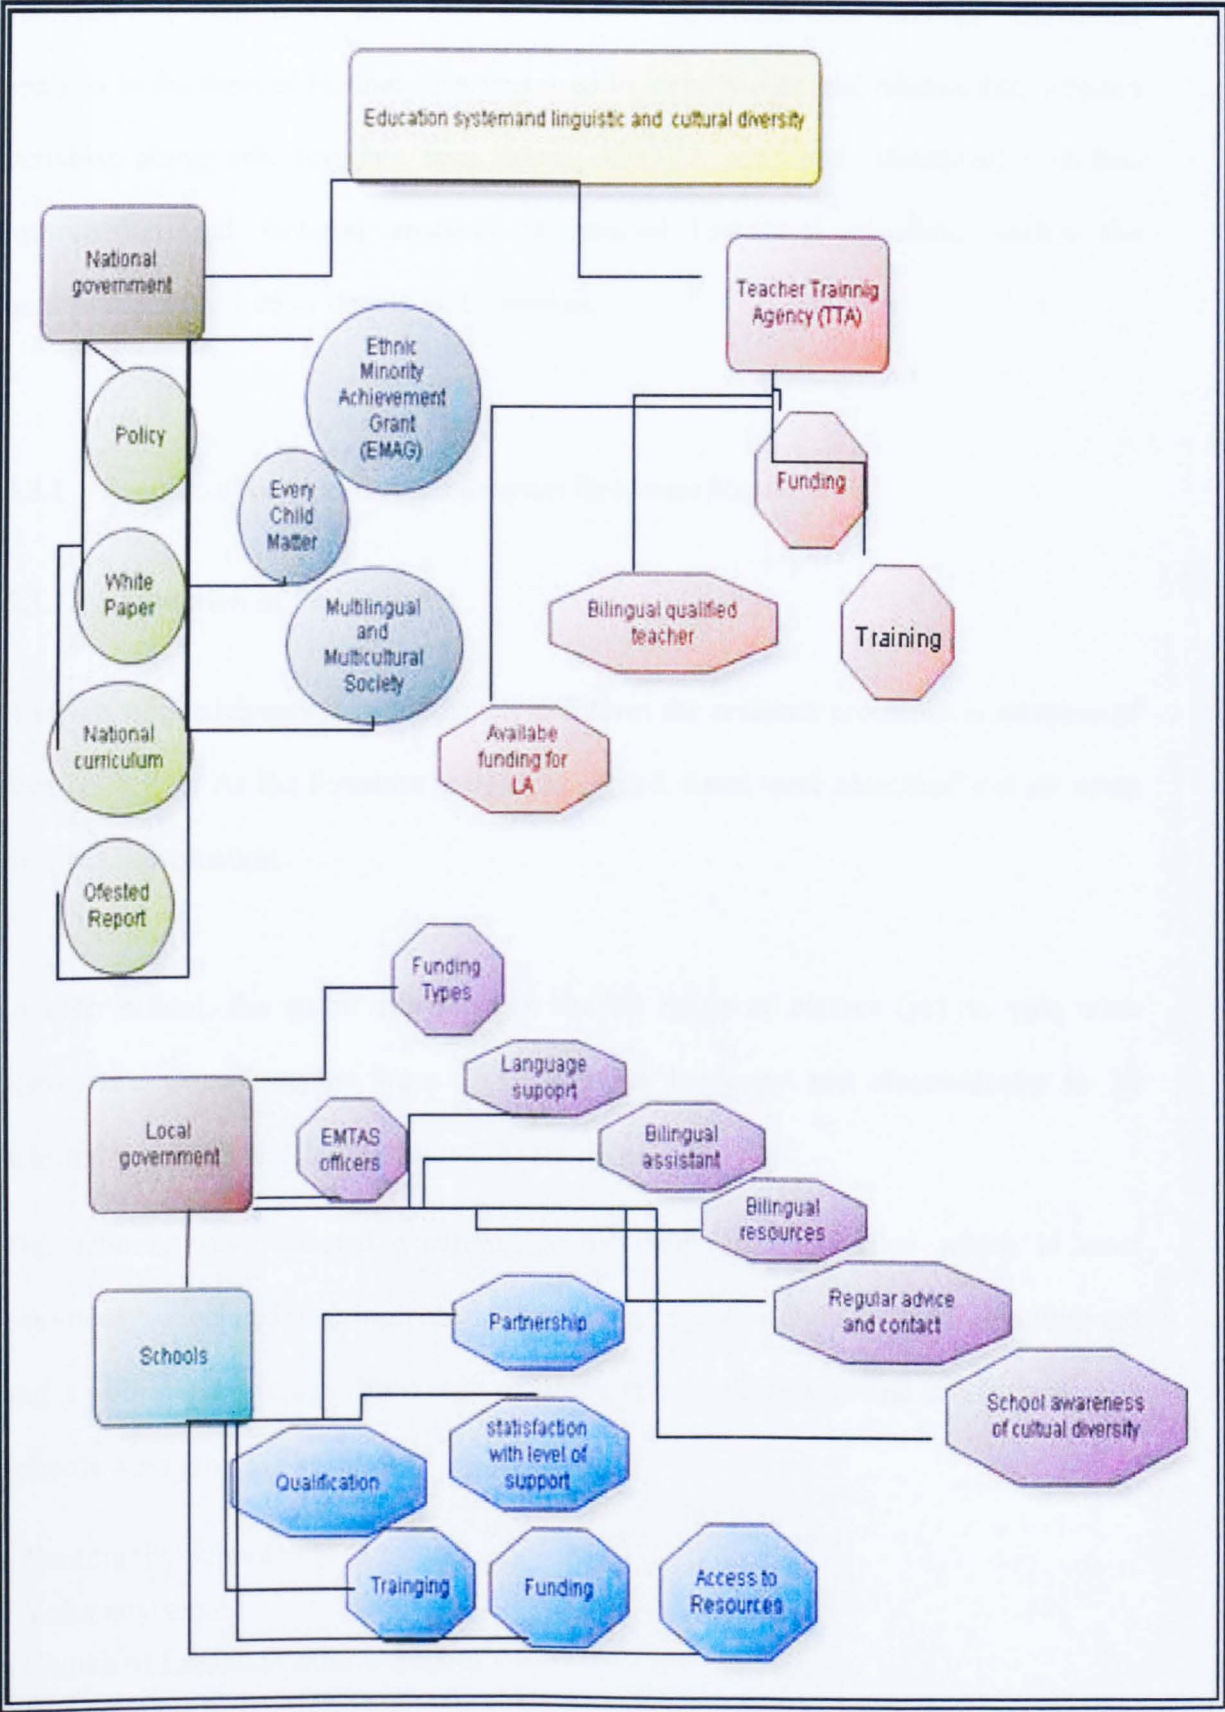 Education systemand linguistic and cultural diversity
National
government
Teacher Trainnig
Agency (TTA)
Ethnic
Minority
Achievement
Grant
(EMAG)
Policy
Every
Child
Matter
Funding
White
Paper
Multilingual
and
Multicultural
Society
Bilingual qualified
teacher
Training
National
curriculum
Availabe
funding for
LA
Ofested
Report
Funding
Types
Language
supoprt
Local
government
EMTAS
officers
Bilingual
assistant
Bilingual
resources
Regular advice
and contact
Schools
Partnership
School awareness
of cultual diversity
statisfaction
with level of
support
Qualification
Trainging
Funding
Access to
Resources